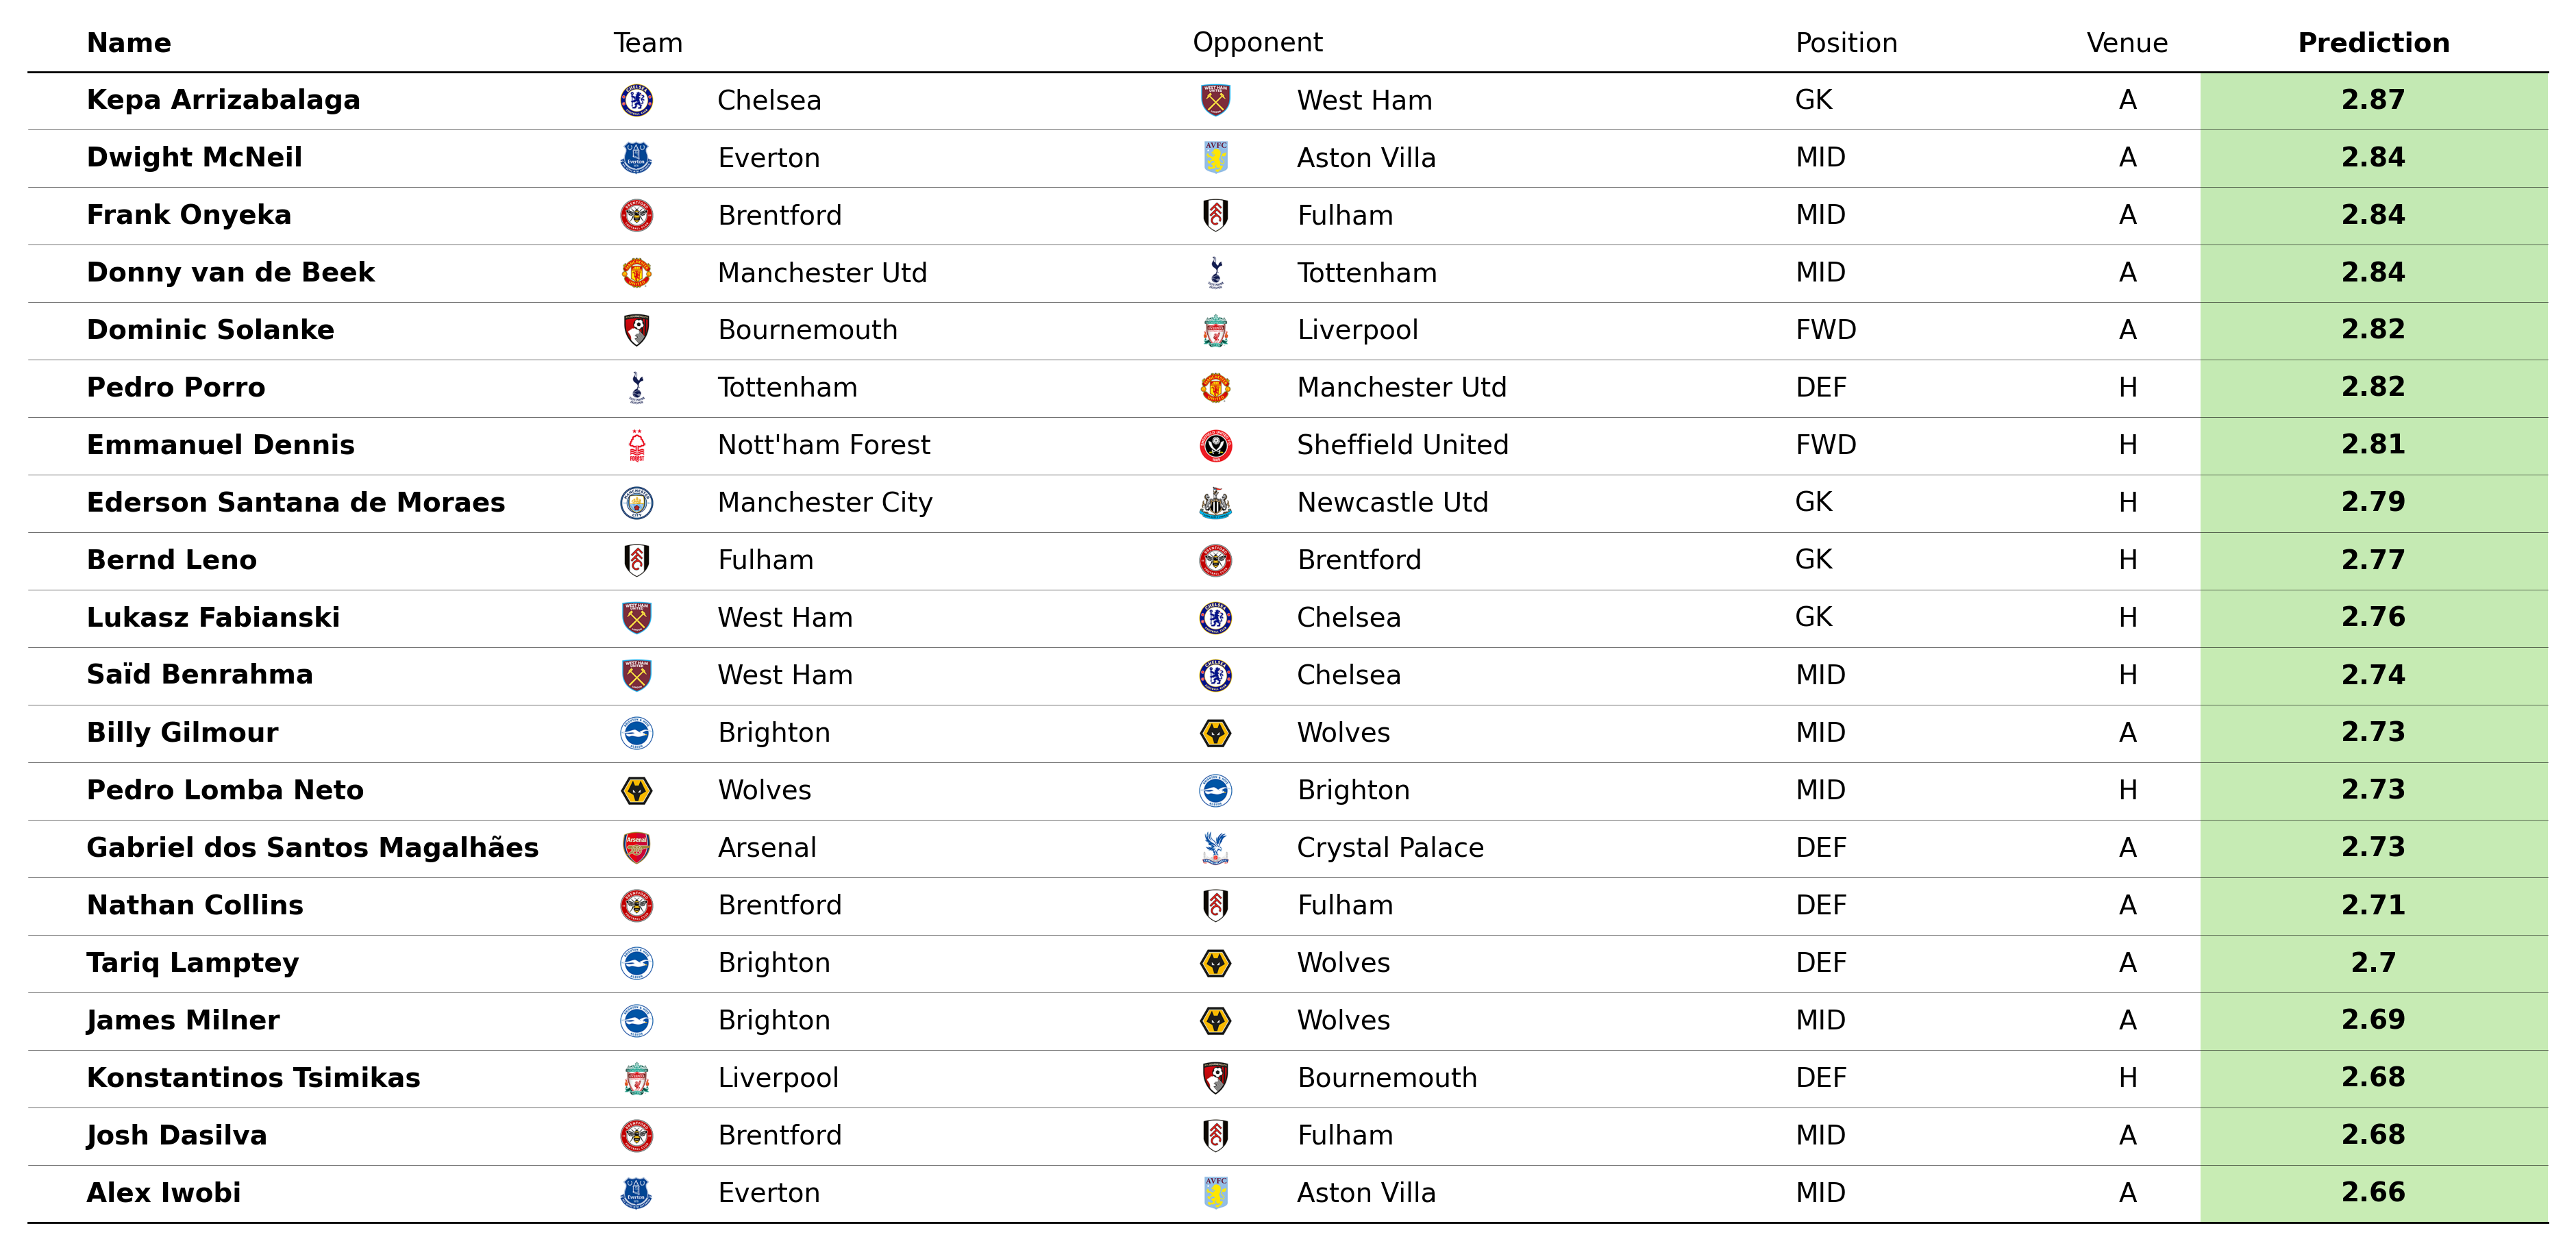 Name Team Opponent Position Venue Prediction
Kepa Arrizabalaga Chelsea West Ham GK A 2.87
Dwight McNeil Everton Aston Villa MID A 2.84
Frank Onyeka Brentford Fulham MID A 2.84
Donny van de Beek Manchester Utd Tottenham MID A 2.84
Dominic Solanke Bournemouth Liverpool FWD A 2.82
Pedro Porro Tottenham Manchester Utd DEF H 2.82
Emmanuel Dennis Nott'ham Forest Sheffield United FWD H 2.81
Ederson Santana de Moraes Manchester City Newcastle Utd GK H 2.79
Bernd Leno Fulham Brentford GK H 2.77
Lukasz Fabianski West Ham Chelsea GK H 2.76
Saïd Benrahma West Ham Chelsea MID H 2.74
Billy Gilmour Brighton Wolves MID A 2.73
Pedro Lomba Neto Wolves Brighton MID H 2.73
Gabriel dos Santos Magalhães Arsenal Crystal Palace DEF A 2.73
Nathan Collins Brentford Fulham DEF A 2.71
Tariq Lamptey Brighton Wolves DEF A 2.7
James Milner Brighton Wolves MID A 2.69
Konstantinos Tsimikas Liverpool Bournemouth DEF H 2.68
Josh Dasilva Brentford Fulham MID A 2.68
Alex Iwobi Everton Aston Villa MID A 2.66